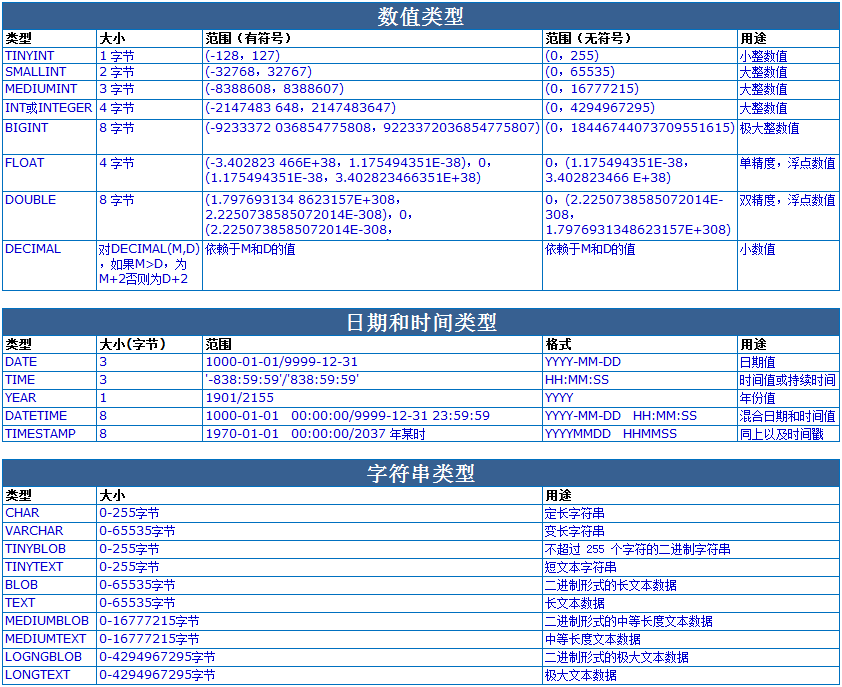 数值类型
类型 大小 范围（有符号） 范围（无符号） 用途
TINYINT 1 字节 (-128，127) (0，255) 小整数值
SMALLINT 2 字节 (-32768，32767) (0，65535) 大整数值
MEDIUMINT 3 字节 (-8388608，8388607) (0，16777215) 大整数值
INT或INTEGER 4 字节 (-2147483 648，2147483647) (0，4294967295) 大整数值
BIGINT 8 字节 (-9233372 036854775808，9223372036854775807) (0，18446744073709551615) 极大整数值
FLOAT 4 字节 (-3.402823 466E+38，1.175494351E-38)，0， 0，(1.175494351E-38， 单精度，浮点数值
(1.175494351E-38，3.402823466351E+38) 3.402823466 E+38)
DOUBLE 8 字节 (1.797693134 8623157E+308， 0，(2.2250738585072014E- 双精度，浮点数值
2.2250738585072014E-308)，0， 308，
(2.2250738585072014E-308， 1.7976931348623157E+308)
DECIMAL 对DECIMAL(M,D) 依赖于M和D的值 依赖于M和D的值 小数值
，如果M>D，为
M+2否则为D+2
日期和时间类型
类型 大小(字节) 范围 格式 用途
DATE 3 1000-01-01/9999-12-31 YYYY-MM-DD 日期值
TIME 3 '-838:59:59'/'838:59:59' HH:MM:SS 时间值或持续时间
YEAR 1 1901/2155 YYYY 年份值
DATETIME 8 1000-01-01 00:00:00/9999-12-31 23:59:59 YYYY-MM-DD HH:MM:SS 混合日期和时间值
TIMESTAMP 8 1970-01-01 00:00:00/2037 年某时 YYYYMMDD HHMMSS 同上以及时间戳
字符串类型
类型 大小 用途
CHAR 0-255字节 定长字符串
VARCHAR 0-65535字节 变长字符串
TINYBLOB 0-255字节 不超过 255 个字符的二进制字符串
TINYTEXT 0-255字节 短文本字符串
BLOB 0-65535字节 二进制形式的长文本数据
TEXT 0-65535字节 长文本数据
MEDIUMBLOB 0-16777215字节 二进制形式的中等长度文本数据
MEDIUMTEXT 0-16777215字节 中等长度文本数据
LOGNGBLOB 0-4294967295字节 二进制形式的极大文本数据
LONGTEXT 0-4294967295字节 极大文本数据